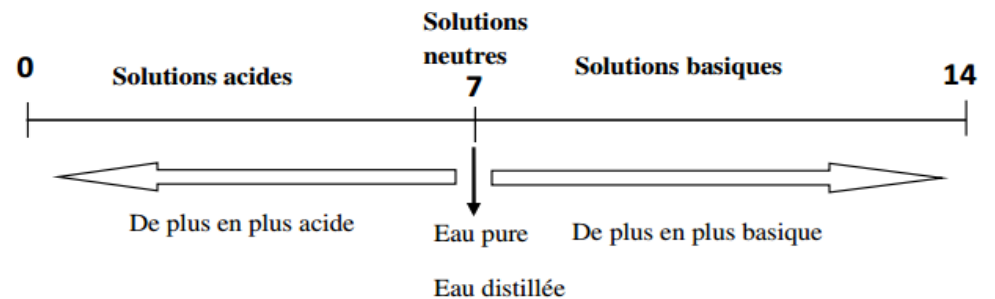 Solutions
neutres
0
Solutions acides
7
Solutions basiques
14
De plus en plus acide
Eau pure
De plus en plus basique
Eau distillée